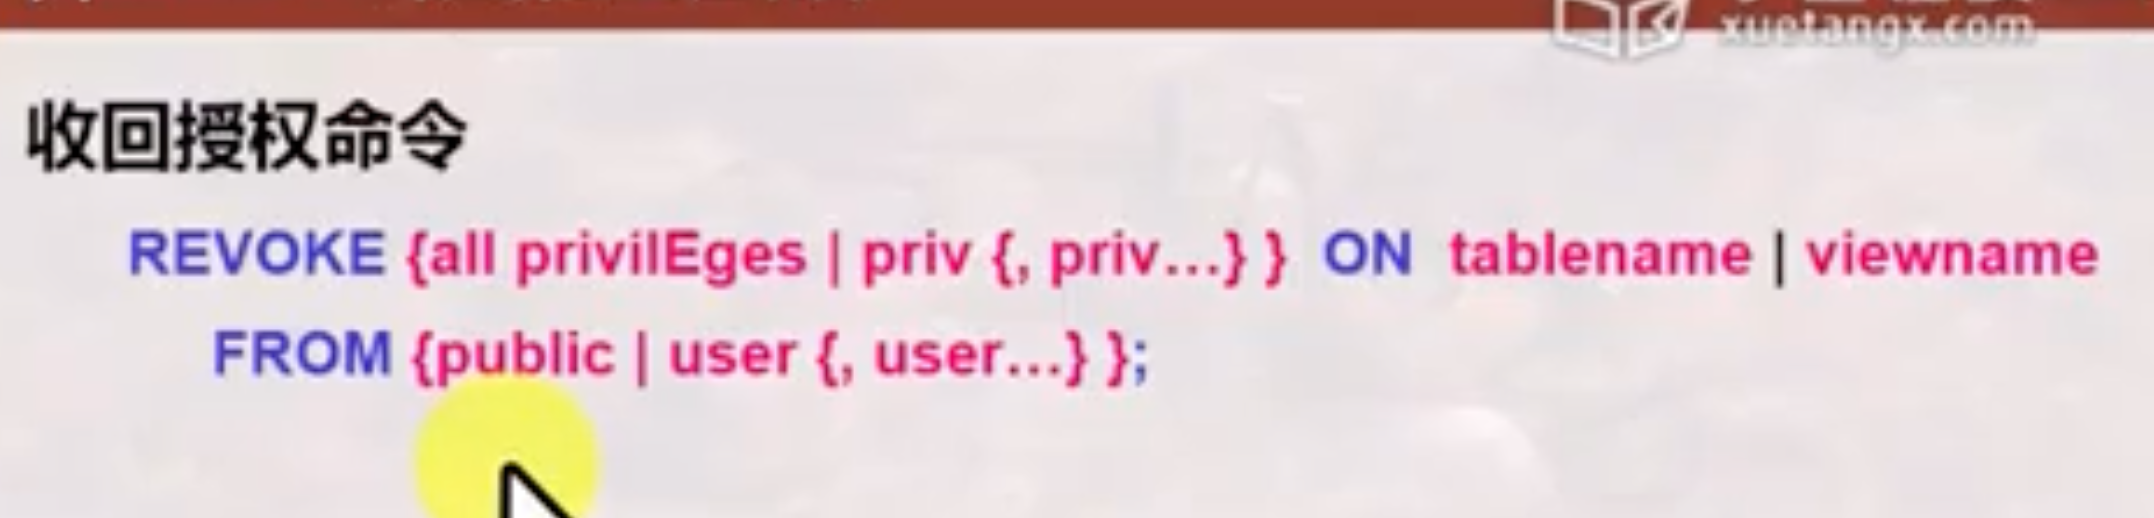 xuetangx.com
收回授权命令
REVOKE {all privilEges | priv {, priv...} } ON tablename | viewname
FROM {public | user {, user...} };